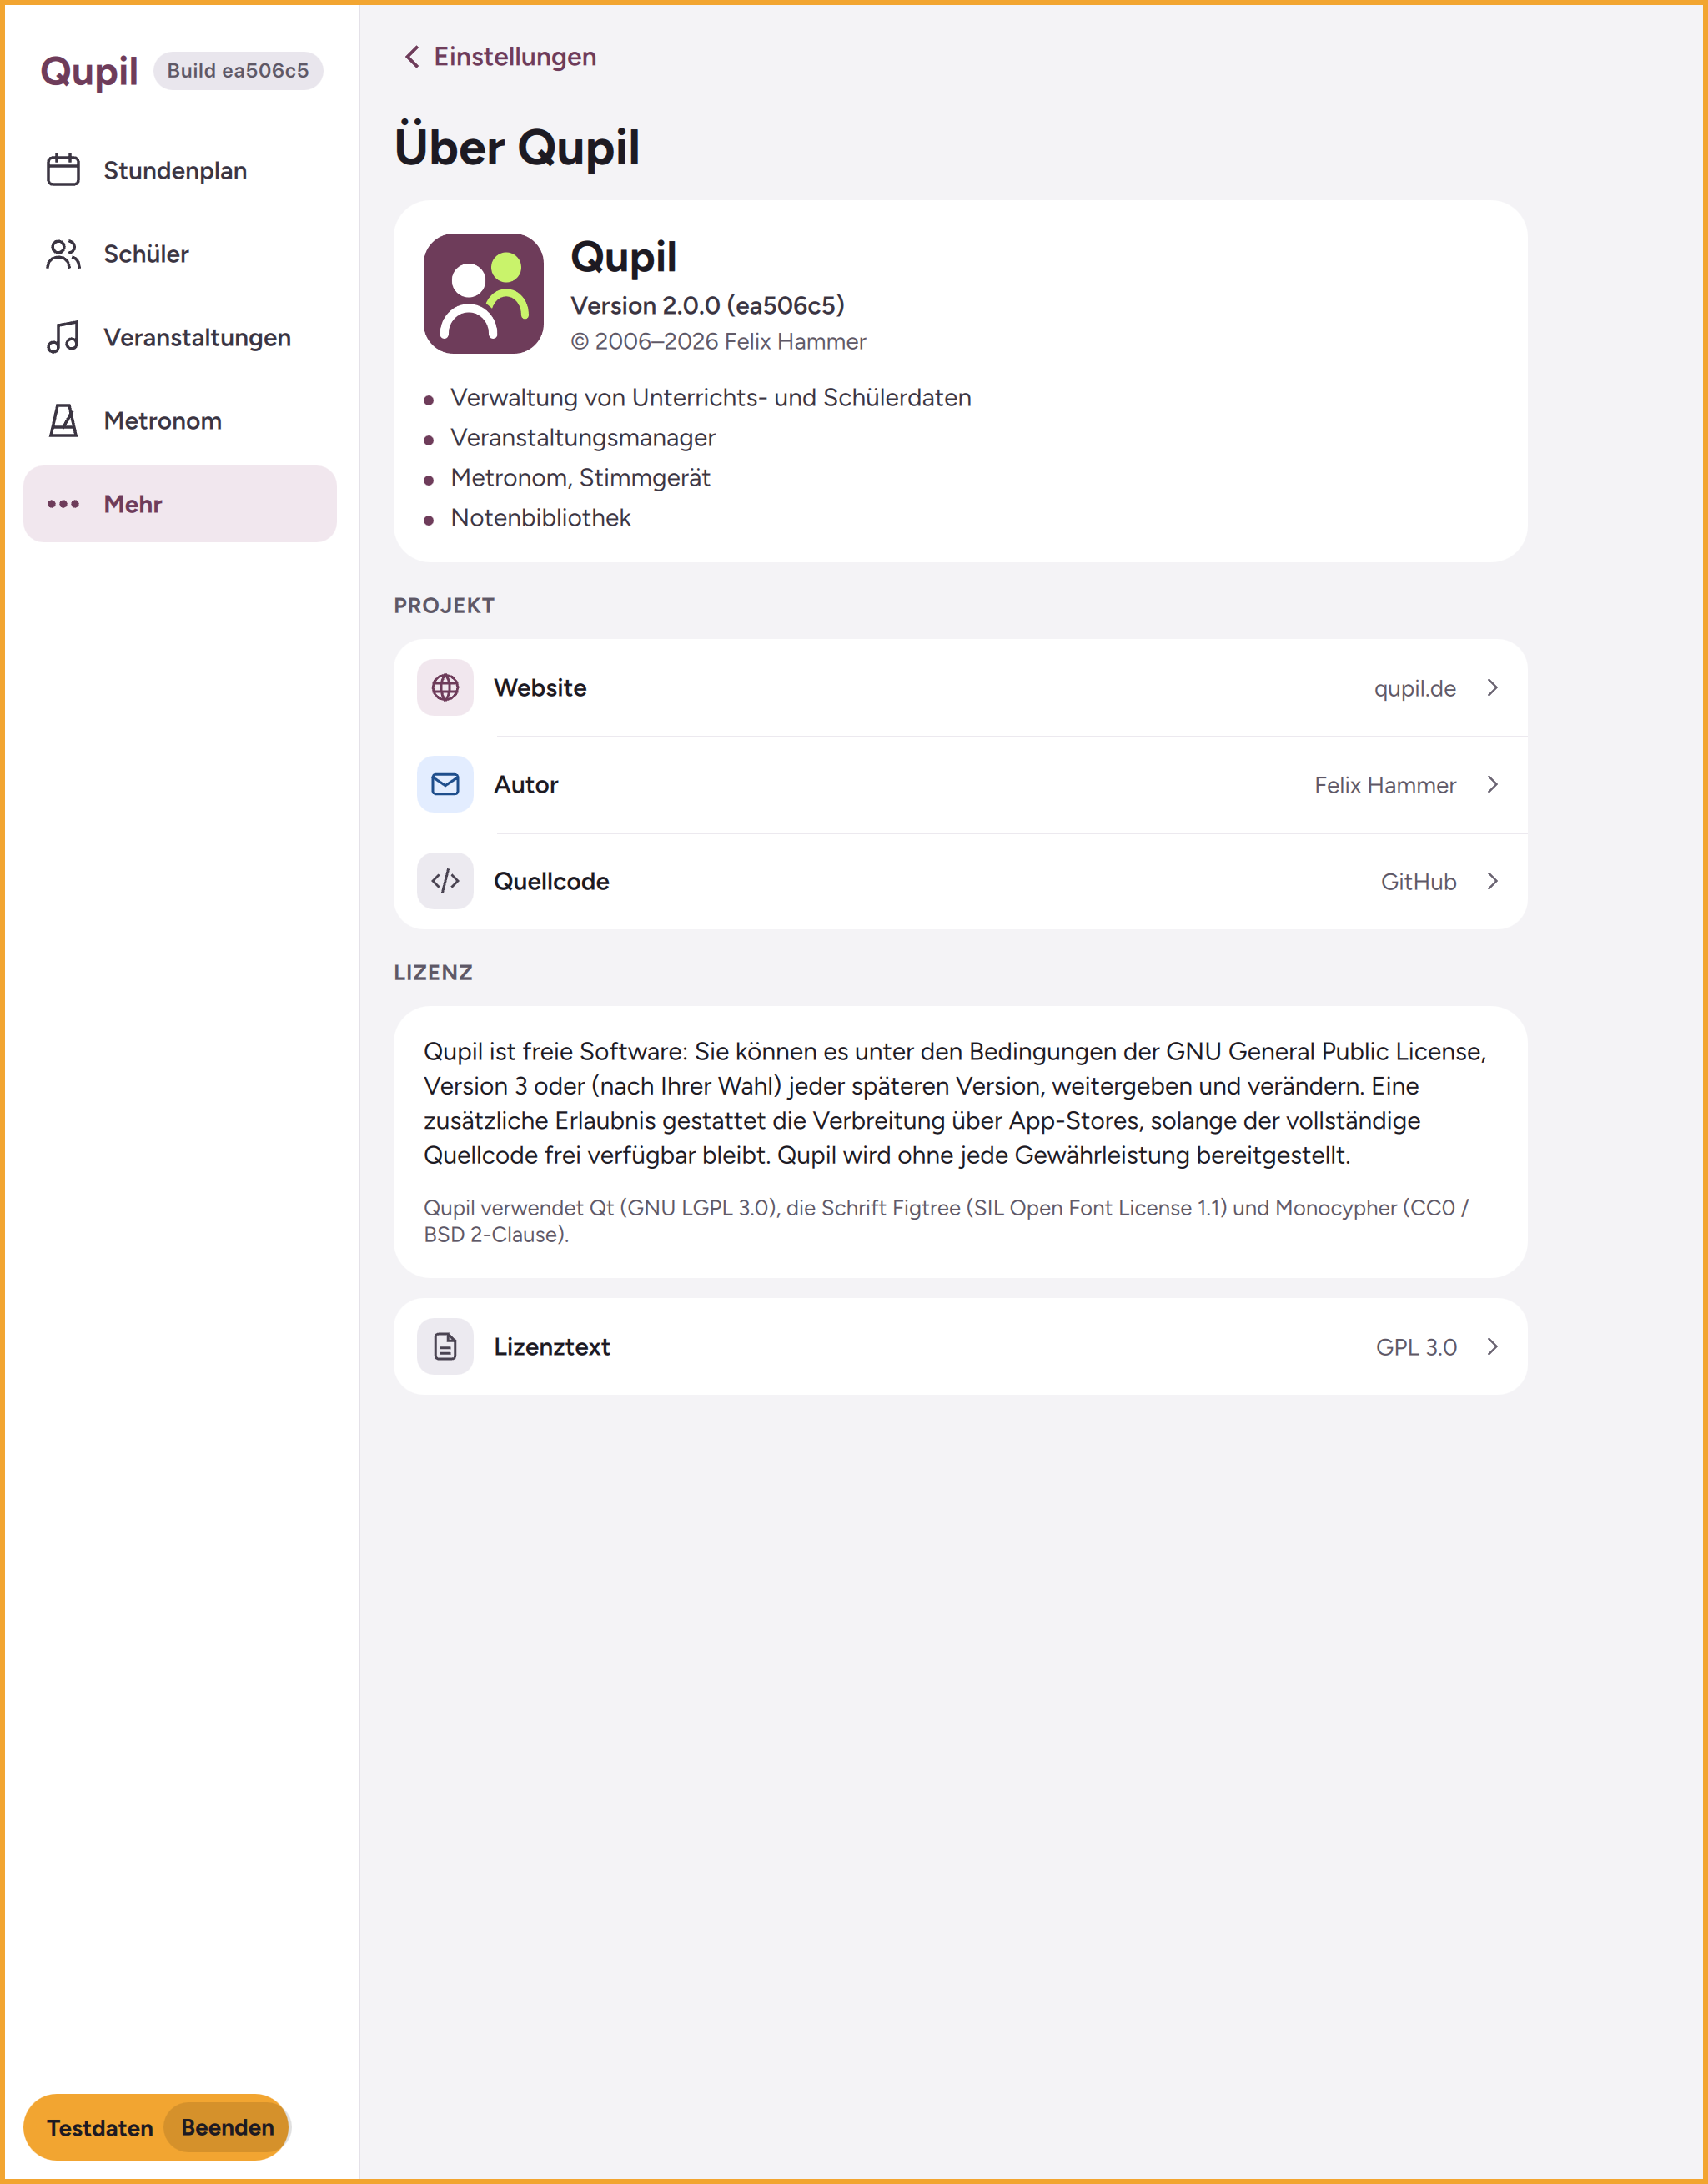 Qupil Build ea506c5
Stundenplan
Schüler
Veranstaltungen
Metronom
Mehr
Testdaten Beenden
Einstellungen
Über Qupil
Qupil
Version 2.0.0 (ea506c5)
© 2006–2026 Felix Hammer
Verwaltung von Unterrichts- und Schülerdaten
Veranstaltungsmanager
Metronom, Stimmgerät
Notenbibliothek
PROJEKT
Website qupil.de
Autor Felix Hammer
Quellcode GitHub
LIZENZ
Qupil ist freie Software: Sie können es unter den Bedingungen der GNU General Public License,
Version 3 oder (nach Ihrer Wahl) jeder späteren Version, weitergeben und verändern. Eine
zusätzliche Erlaubnis gestattet die Verbreitung über App-Stores, solange der vollständige
Quellcode frei verfügbar bleibt. Qupil wird ohne jede Gewährleistung bereitgestellt.
Qupil verwendet Qt (GNU LGPL 3.0), die Schrift Figtree (SIL Open Font License 1.1) und Monocypher (CC0 /
BSD 2-Clause).
Lizenztext GPL 3.0